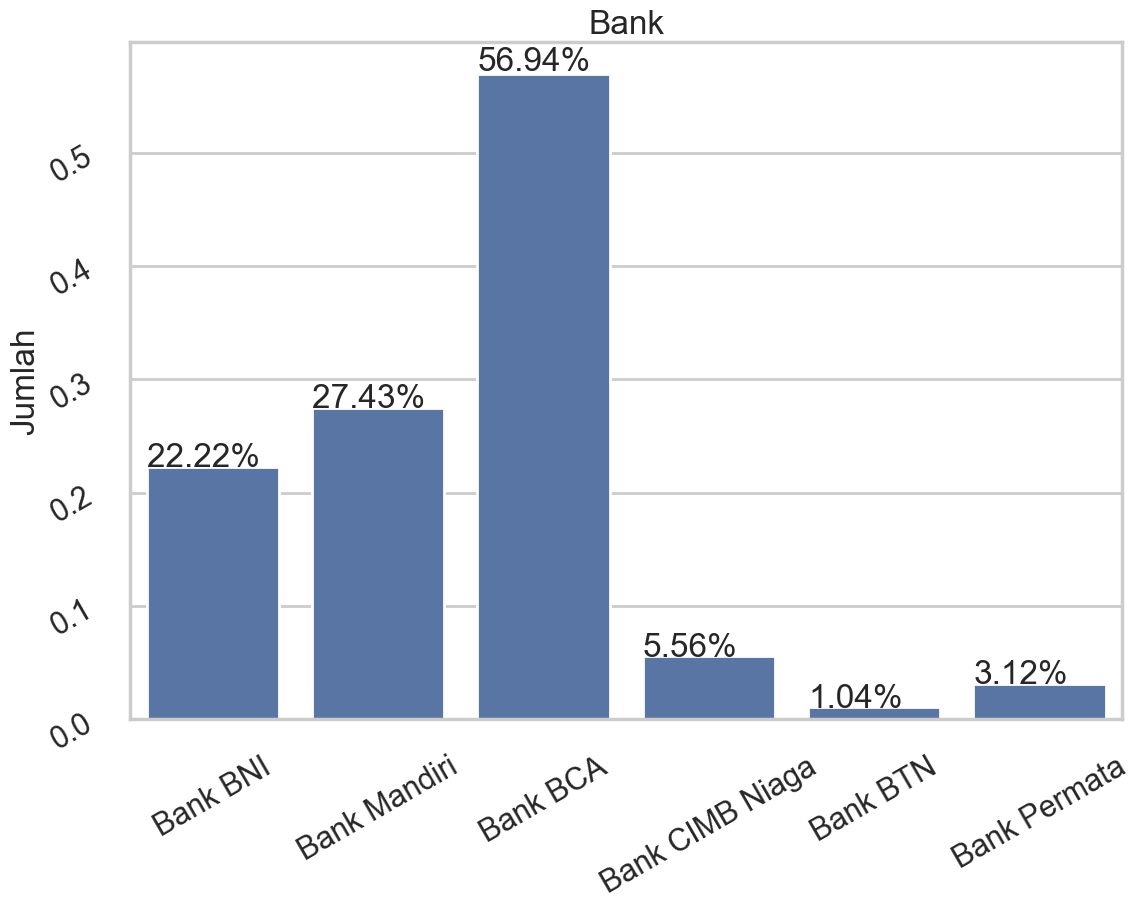 Bank
56.94%
0.5
0.4
Jumlah
0.3
27.43%
22.22%
0.2
0.1
5.56%
3.12%
1.04%
0.0
Bank BNI
Bank Mandiri
Bank BCA
Bank CIMB Niaga
Bank BTN
Bank Permata